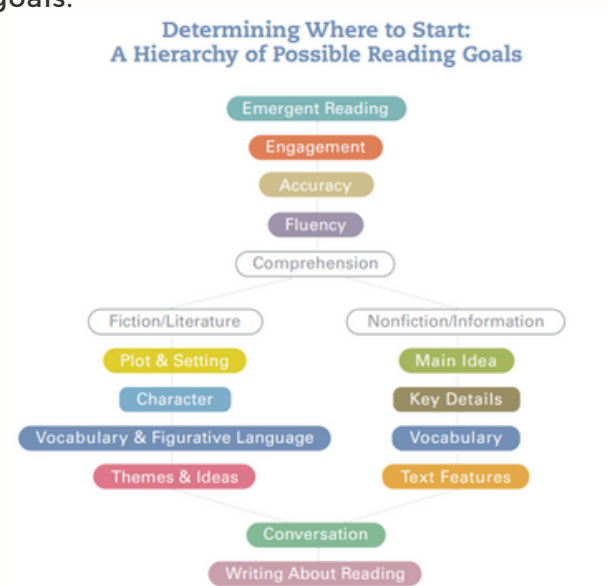 goals.
Determining Where to Start:
A Hierarchy of Possible Reading Goals
Emergent Reading
Engagement
Accuracy
Fluency
Comprehension
Fiction/Literature
Plot & Setting
Character
Vocabulary & Figurative Language
Themes & Ideas
Nonfiction/Information
Main Idea
Key Details
Vocabulary
Text Features
Conversation
Writing About Reading